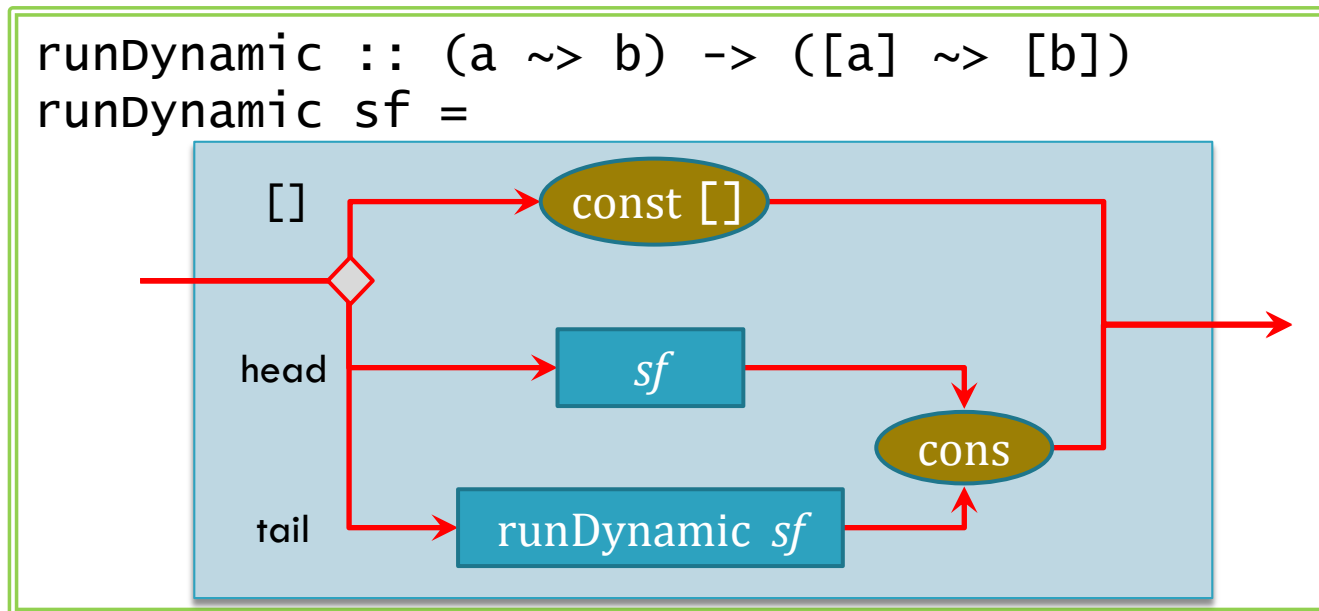 runDynamic :: (a ~> b) -> ([a] ~> [b])
runDynamic sf =
[]
const []
head
sf
cons
tail
runDynamic sf